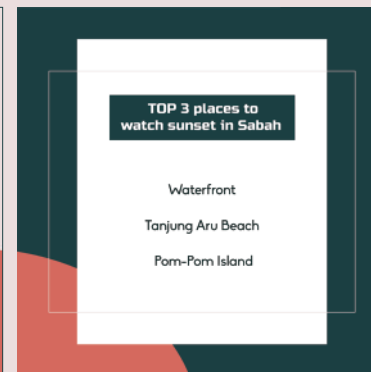 TOP 3 places to
watch sunset in Sabah
Waterfront
Tanjung Aru Beach
Pom-Pom Island